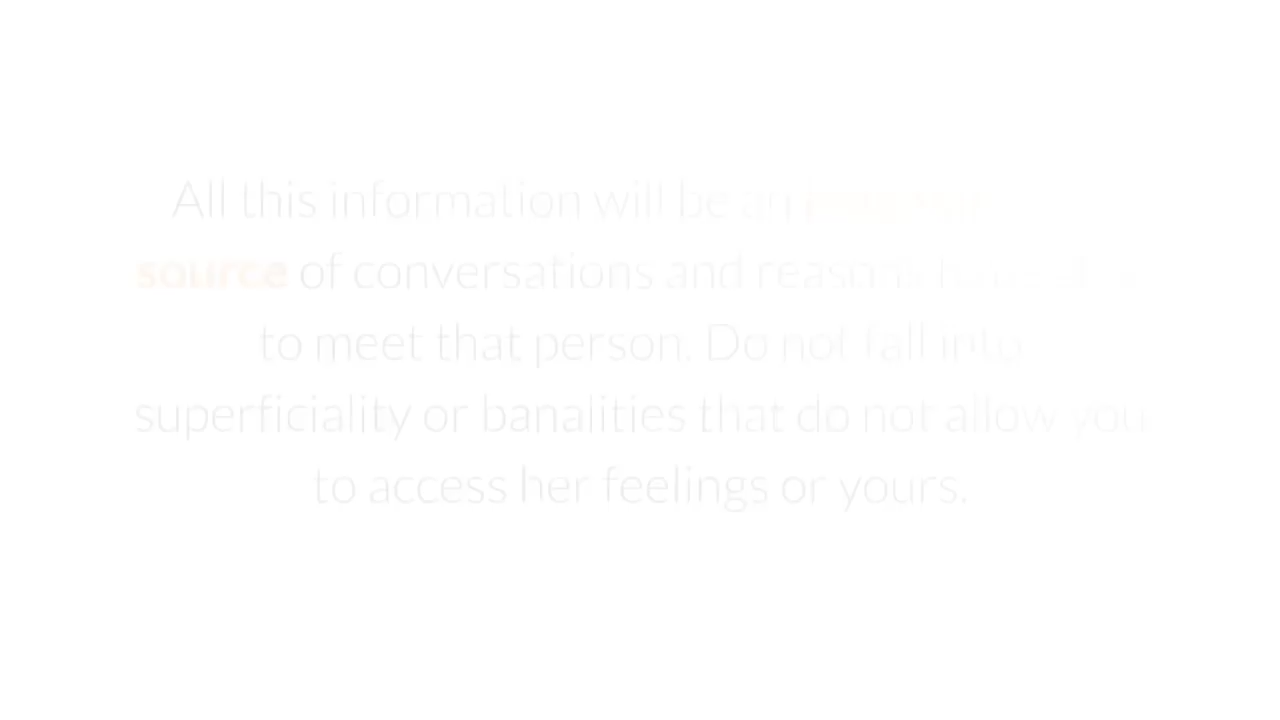 All this information will be an
source of conversations and reasons
to meet that person. Do not fall into
superficiality or banalities that do not allow you
to access her feelings or yours.